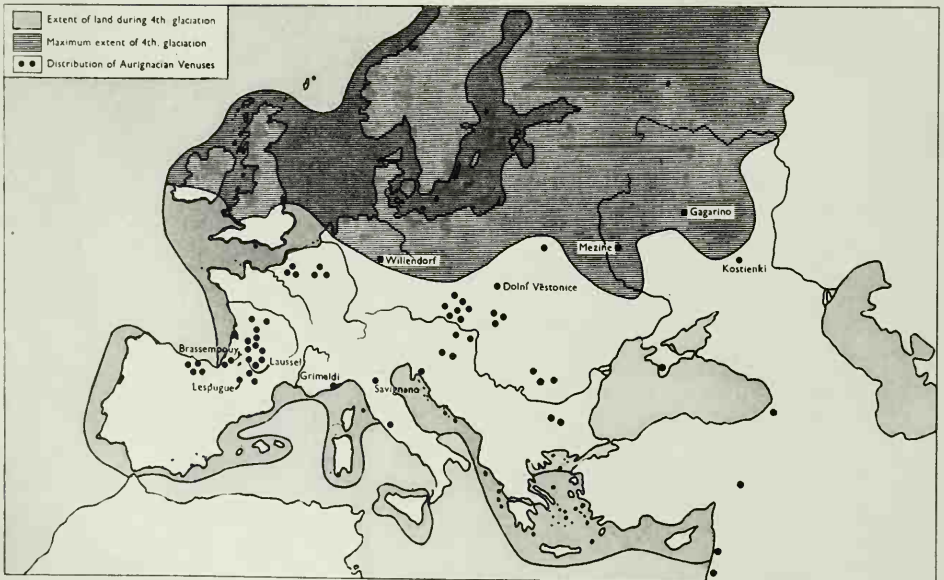 Extent of land during 4th glaciation
Maximum extent of 4th. glaciation
Distribution of Aurignacian Venuses
Gagarino
Mezine
Willendorf
Kostienki
Dolní Věstonice
Brassempouy
Laussel
Lespugue
Grimaldi
Savignano